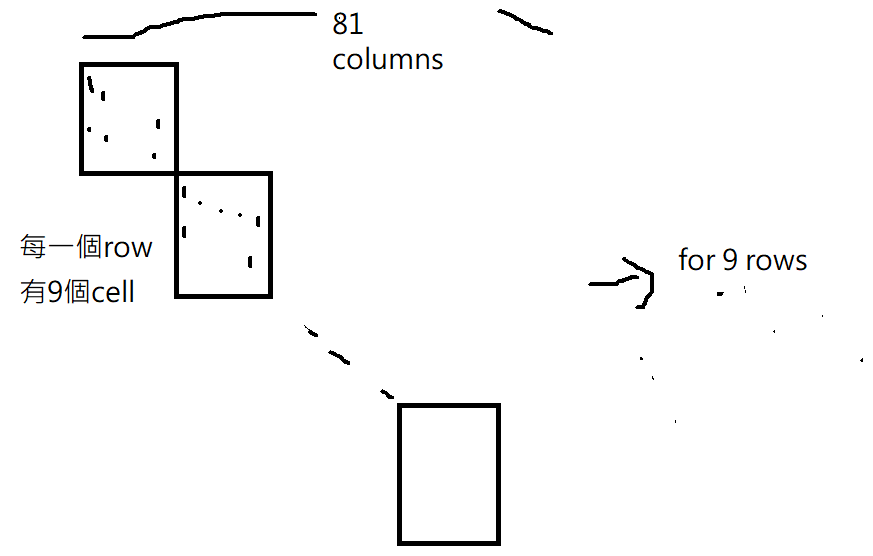 81
columns
每一個row
有9個cell
for 9 rows